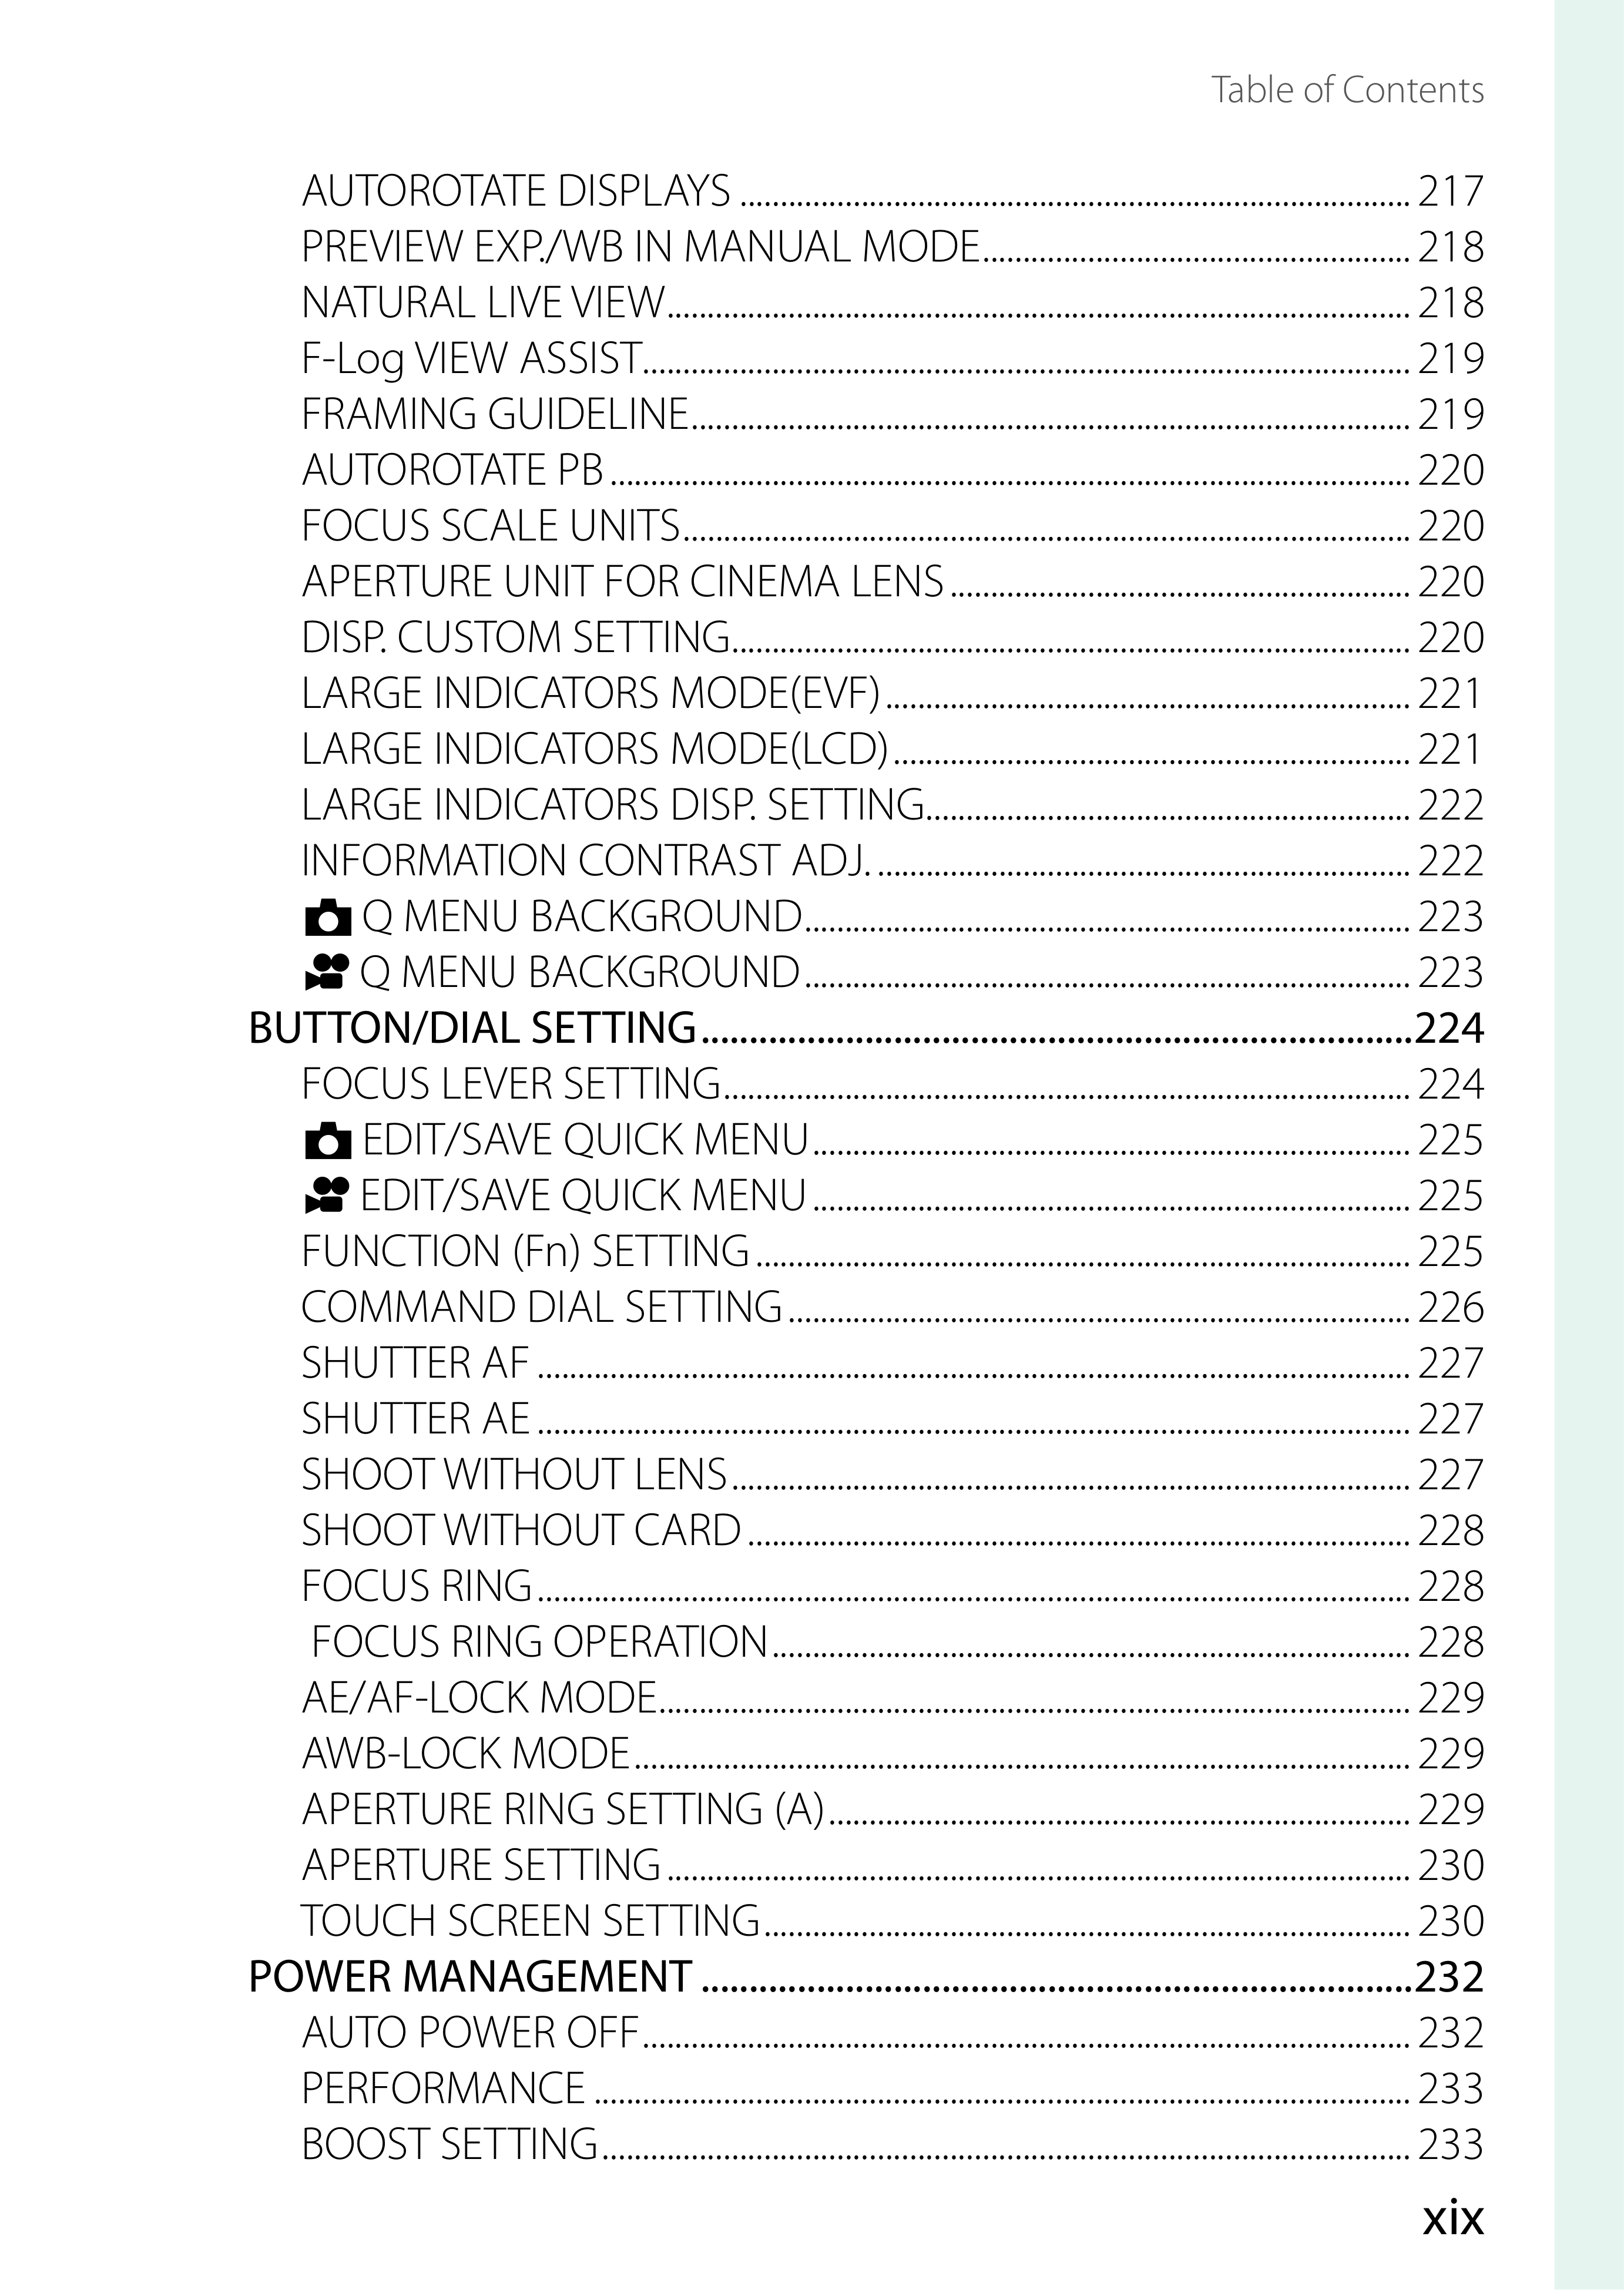 Table of Contents
AUTOROTATE DISPLAYS ........ 217
PREVIEW EXP./WB IN MANUAL MODE ........ 218
NATURAL LIVE VIEW ........ 218
F-Log VIEW ASSIST ........ 219
FRAMING GUIDELINE ........ 219
AUTOROTATE PB ........ 220
FOCUS SCALE UNITS ........ 220
APERTURE UNIT FOR CINEMA LENS ........ 220
DISP. CUSTOM SETTING ........ 220
LARGE INDICATORS MODE(EVF) ........ 221
LARGE INDICATORS MODE(LCD) ........ 221
LARGE INDICATORS DISP. SETTING ........ 222
INFORMATION CONTRAST ADJ. ........ 222
Q MENU BACKGROUND ........ 223
Q MENU BACKGROUND ........ 223
BUTTON/DIAL SETTING ........ 224
FOCUS LEVER SETTING ........ 224
EDIT/SAVE QUICK MENU ........ 225
EDIT/SAVE QUICK MENU ........ 225
FUNCTION (Fn) SETTING ........ 225
COMMAND DIAL SETTING ........ 226
SHUTTER AF ........ 227
SHUTTER AE ........ 227
SHOOT WITHOUT LENS ........ 227
SHOOT WITHOUT CARD ........ 228
FOCUS RING ........ 228
FOCUS RING OPERATION ........ 228
AE/AF-LOCK MODE ........ 229
AWB-LOCK MODE ........ 229
APERTURE RING SETTING (A) ........ 229
APERTURE SETTING ........ 230
TOUCH SCREEN SETTING ........ 230
POWER MANAGEMENT ........ 232
AUTO POWER OFF ........ 232
PERFORMANCE ........ 233
BOOST SETTING ........ 233
xix